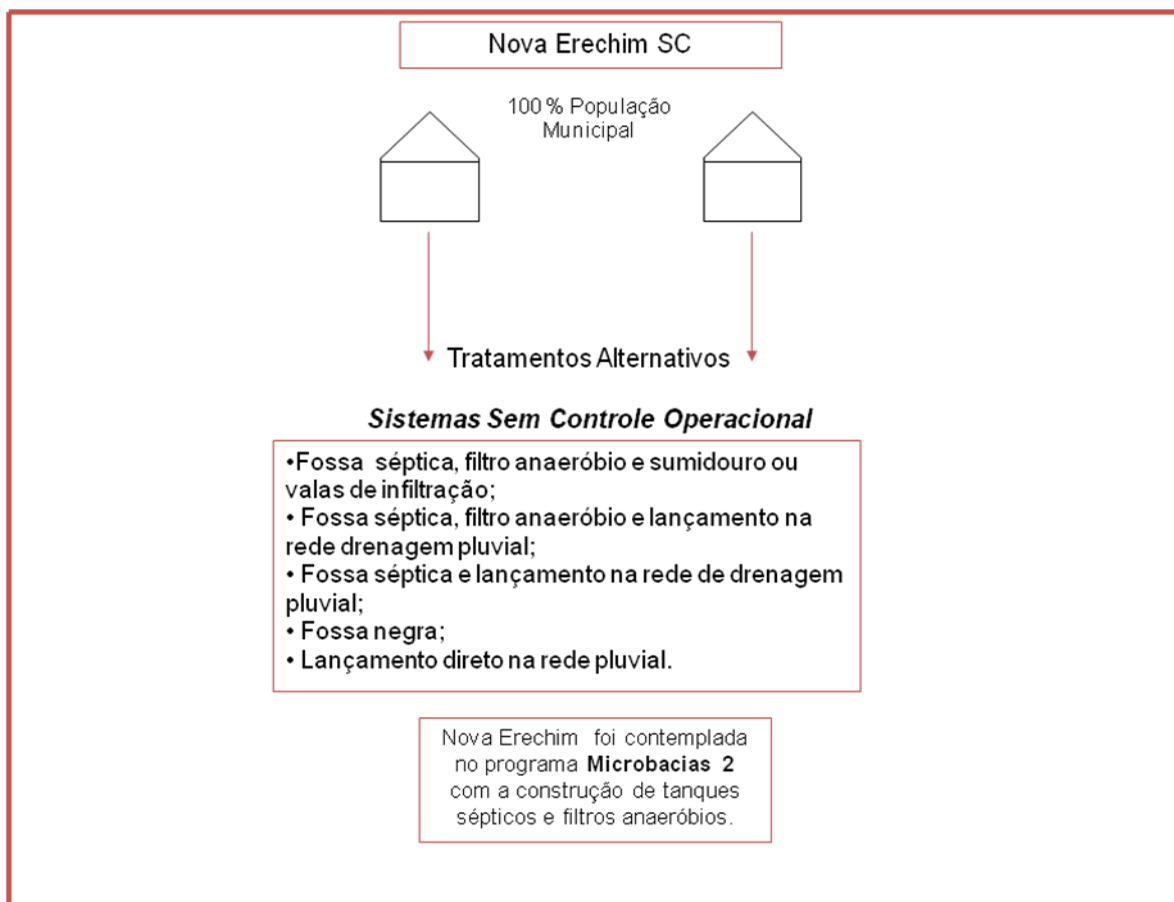 Nova Erechim SC
100 % População
Municipal
Tratamentos Alternativos
Sistemas Sem Controle Operacional
•Fossa séptica, filtro anaeróbio e sumidouro ou
valas de infiltração;
• Fossa séptica, filtro anaeróbio e lançamento na
rede drenagem pluvial;
• Fossa séptica e lançamento na rede de drenagem
pluvial;
• Fossa negra;
• Lançamento direto na rede pluvial.
Nova Erechim foi contemplada
no programa Microbacias 2
com a construção de tanques
sépticos e filtros anaeróbios.